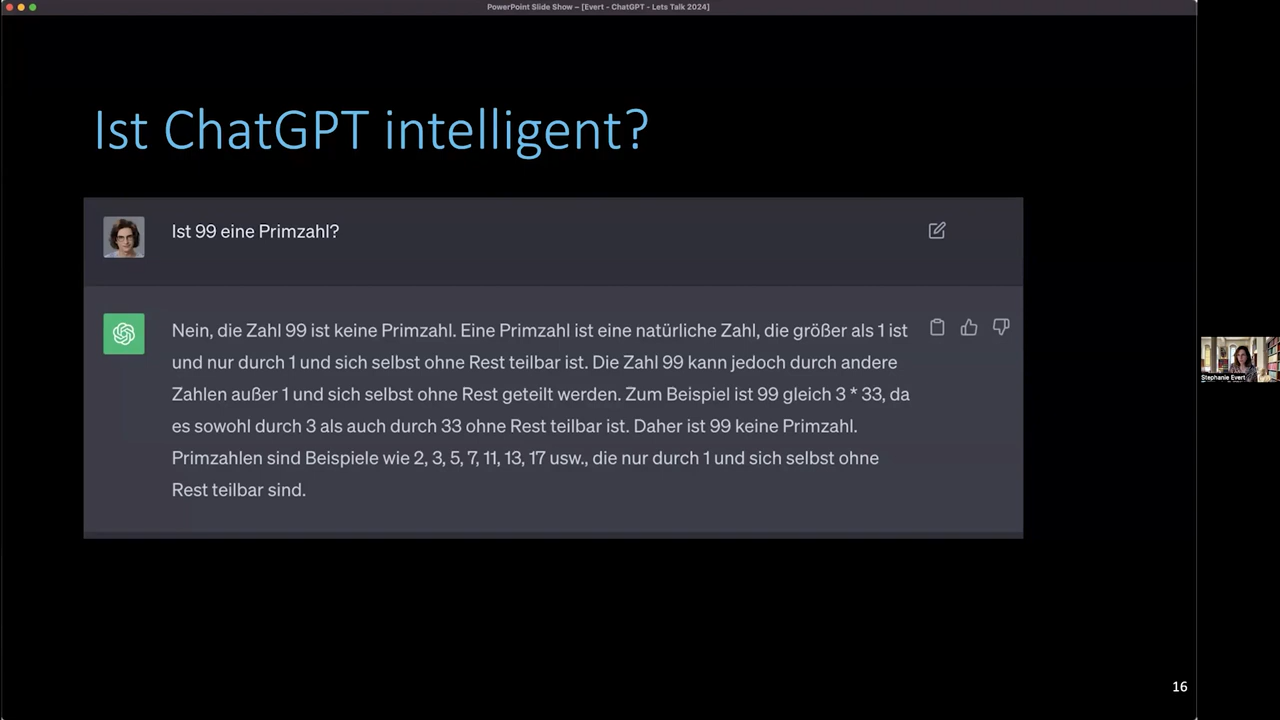 PowerPoint Slide Show – [Evert - ChatGPT - Lets Talk 2024]
Ist ChatGPT intelligent?
Ist 99 eine Primzahl?
Nein, die Zahl 99 ist keine Primzahl. Eine Primzahl ist eine natürliche Zahl, die größer als 1 ist
und nur durch 1 und sich selbst ohne Rest teilbar ist. Die Zahl 99 kann jedoch durch andere
Zahlen außer 1 und sich selbst ohne Rest geteilt werden. Zum Beispiel ist 99 gleich 3 * 33, da
es sowohl durch 3 als auch durch 33 ohne Rest teilbar ist. Daher ist 99 keine Primzahl.
Primzahlen sind Beispiele wie 2, 3, 5, 7, 11, 13, 17 usw., die nur durch 1 und sich selbst ohne
Rest teilbar sind.
Stephanie Evert
16